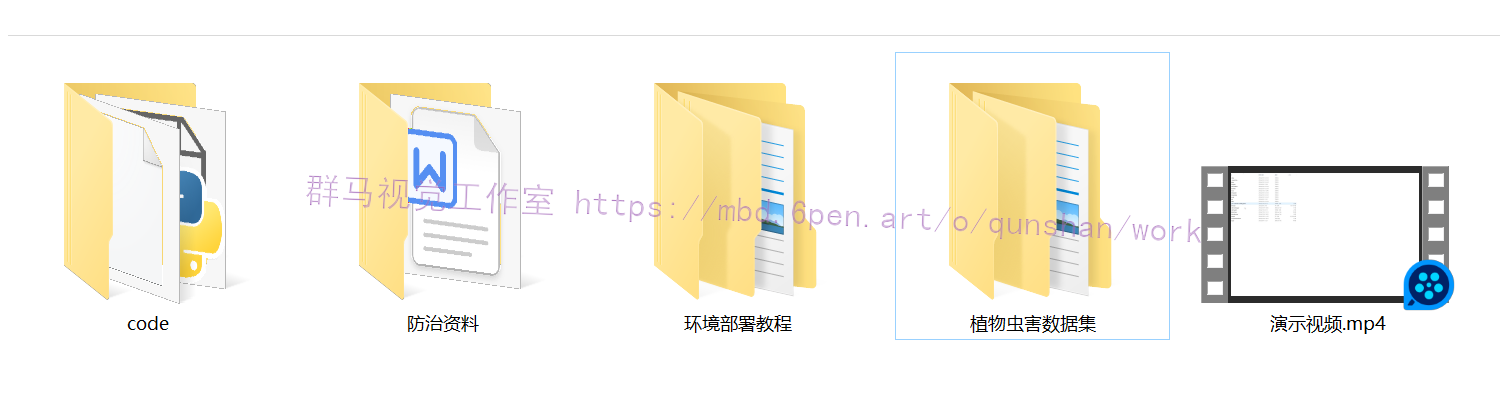 群马视觉工作室 https://mbd.6pen.art/o/qunshan/work
code
防治资料
环境部署教程
植物虫害数据集
演示视频.mp4